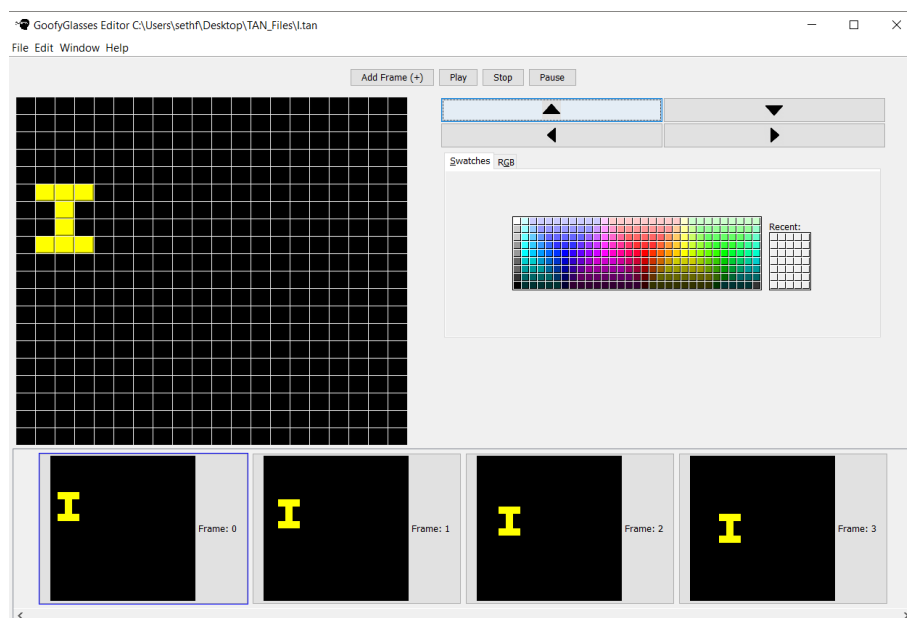 GoofyGlasses Editor C:\Users\sethf\Desktop\TAN_Files\I.tan
File Edit Window Help
Add Frame (+) Play Stop Pause
Swatches RGB
Recent:
I
I I I I
Frame: 0 Frame: 1 Frame: 2 Frame: 3